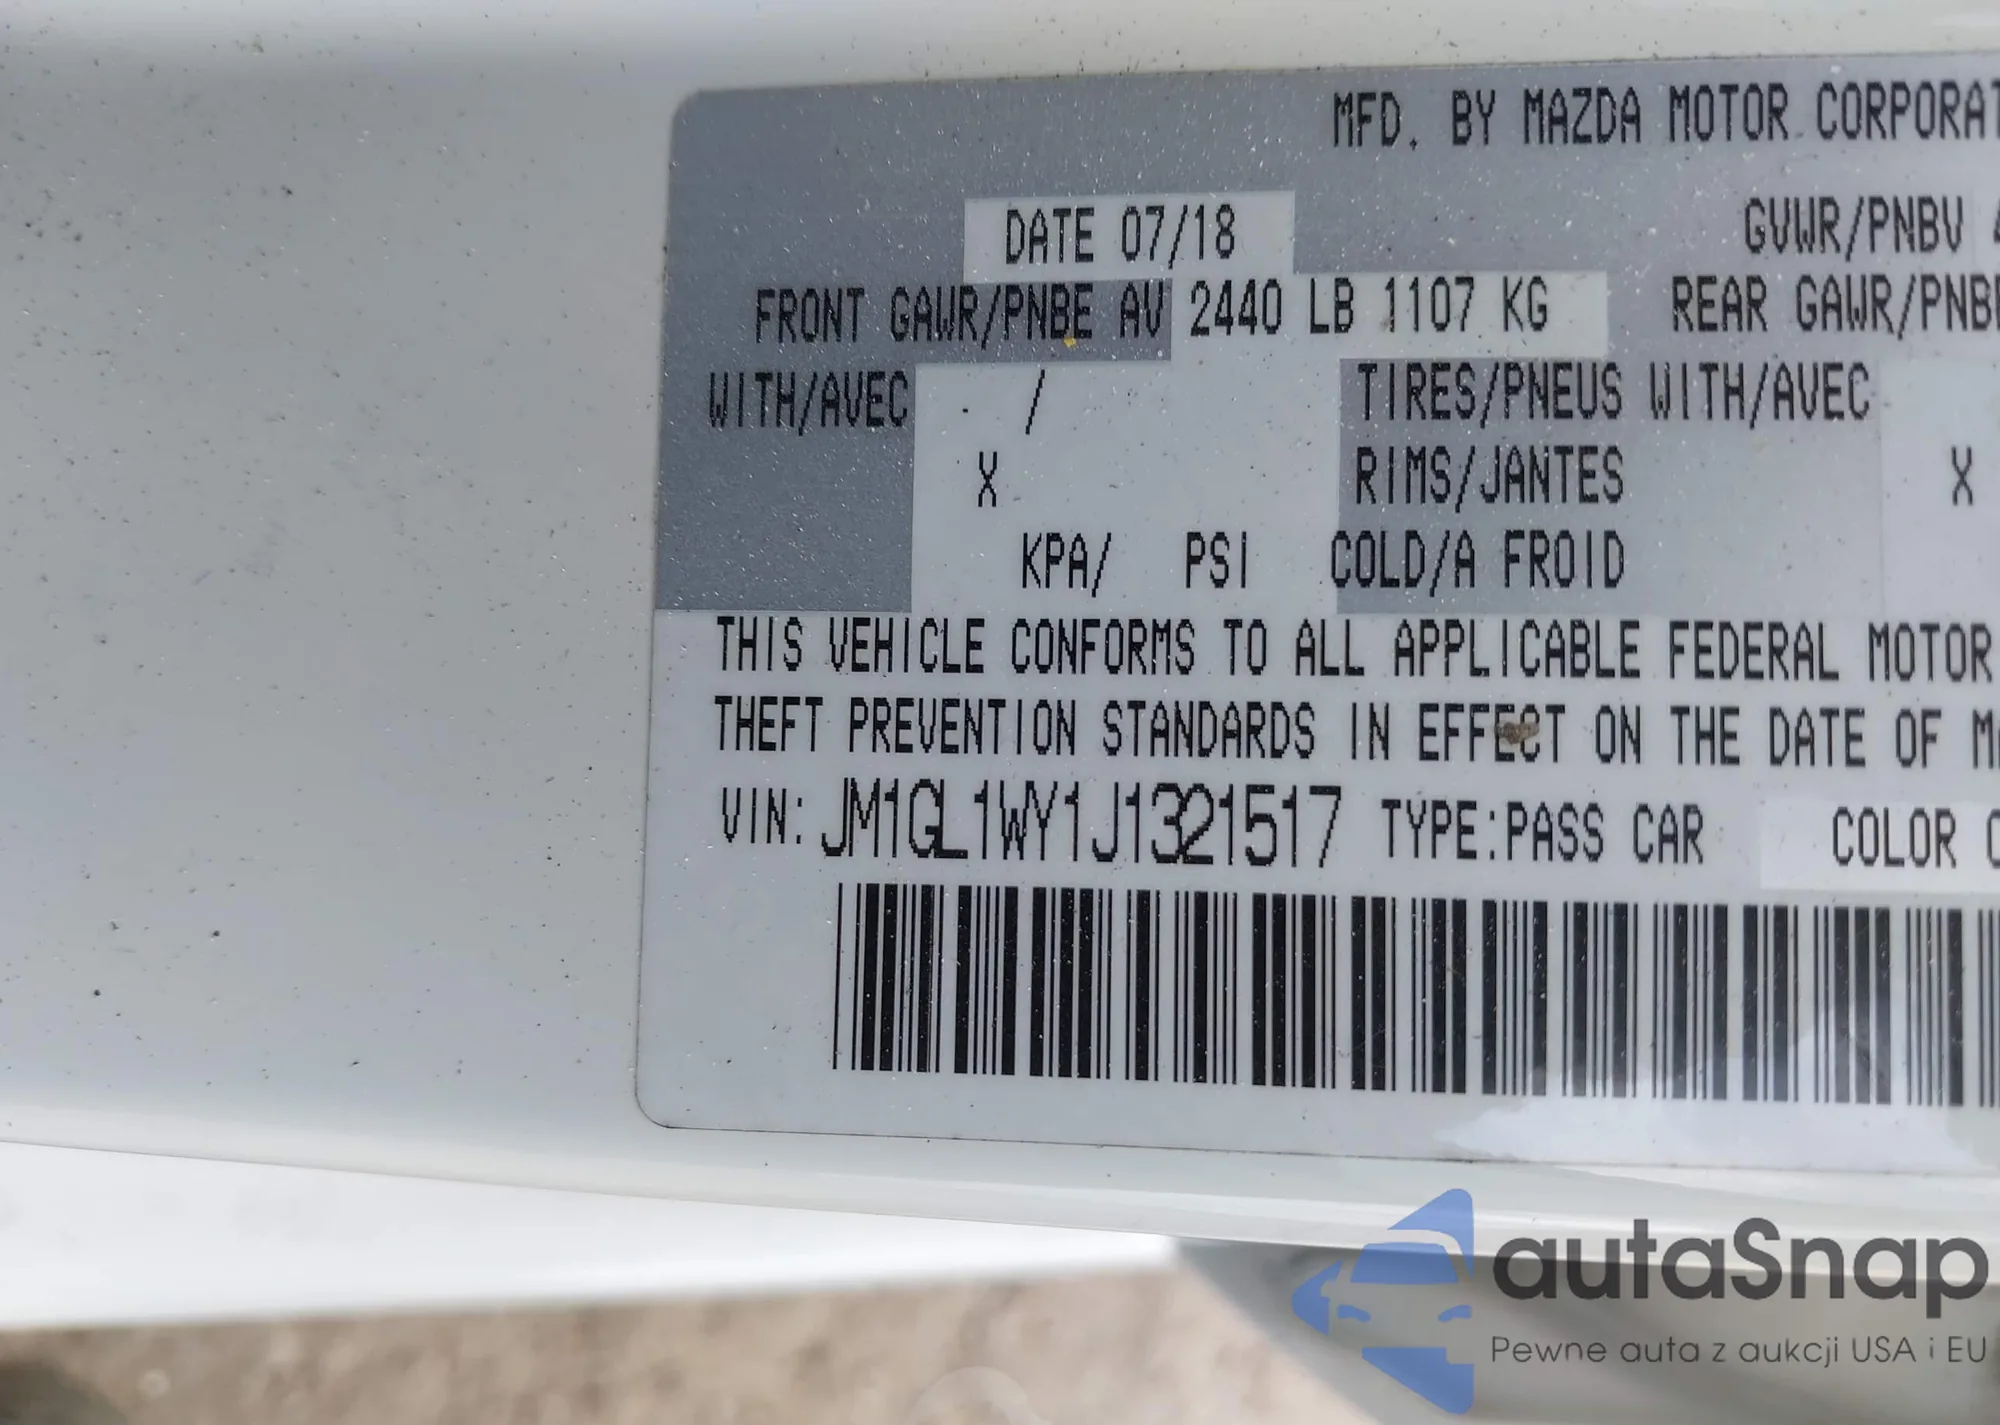 MFD. BY MAZDA MOTOR CORPORAT
DATE 07/18
GVWR/PNBV
FRONT GAWR/PNBE AV 2440 LB 1107 KG
REAR GAWR/PNBE
WITH/AVEC /
TIRES/PNEUS WITH/AVEC
X
RIMS/JANTES
X
KPA/ PSI COLD/A FROID
THIS VEHICLE CONFORMS TO ALL APPLICABLE FEDERAL MOTOR
THEFT PREVENTION STANDARDS IN EFFECT ON THE DATE OF M
VIN: JM1GL1WY1J1321517 TYPE:PASS CAR
COLOR
autaSnap
Pewne auta z aukcji USA i EU